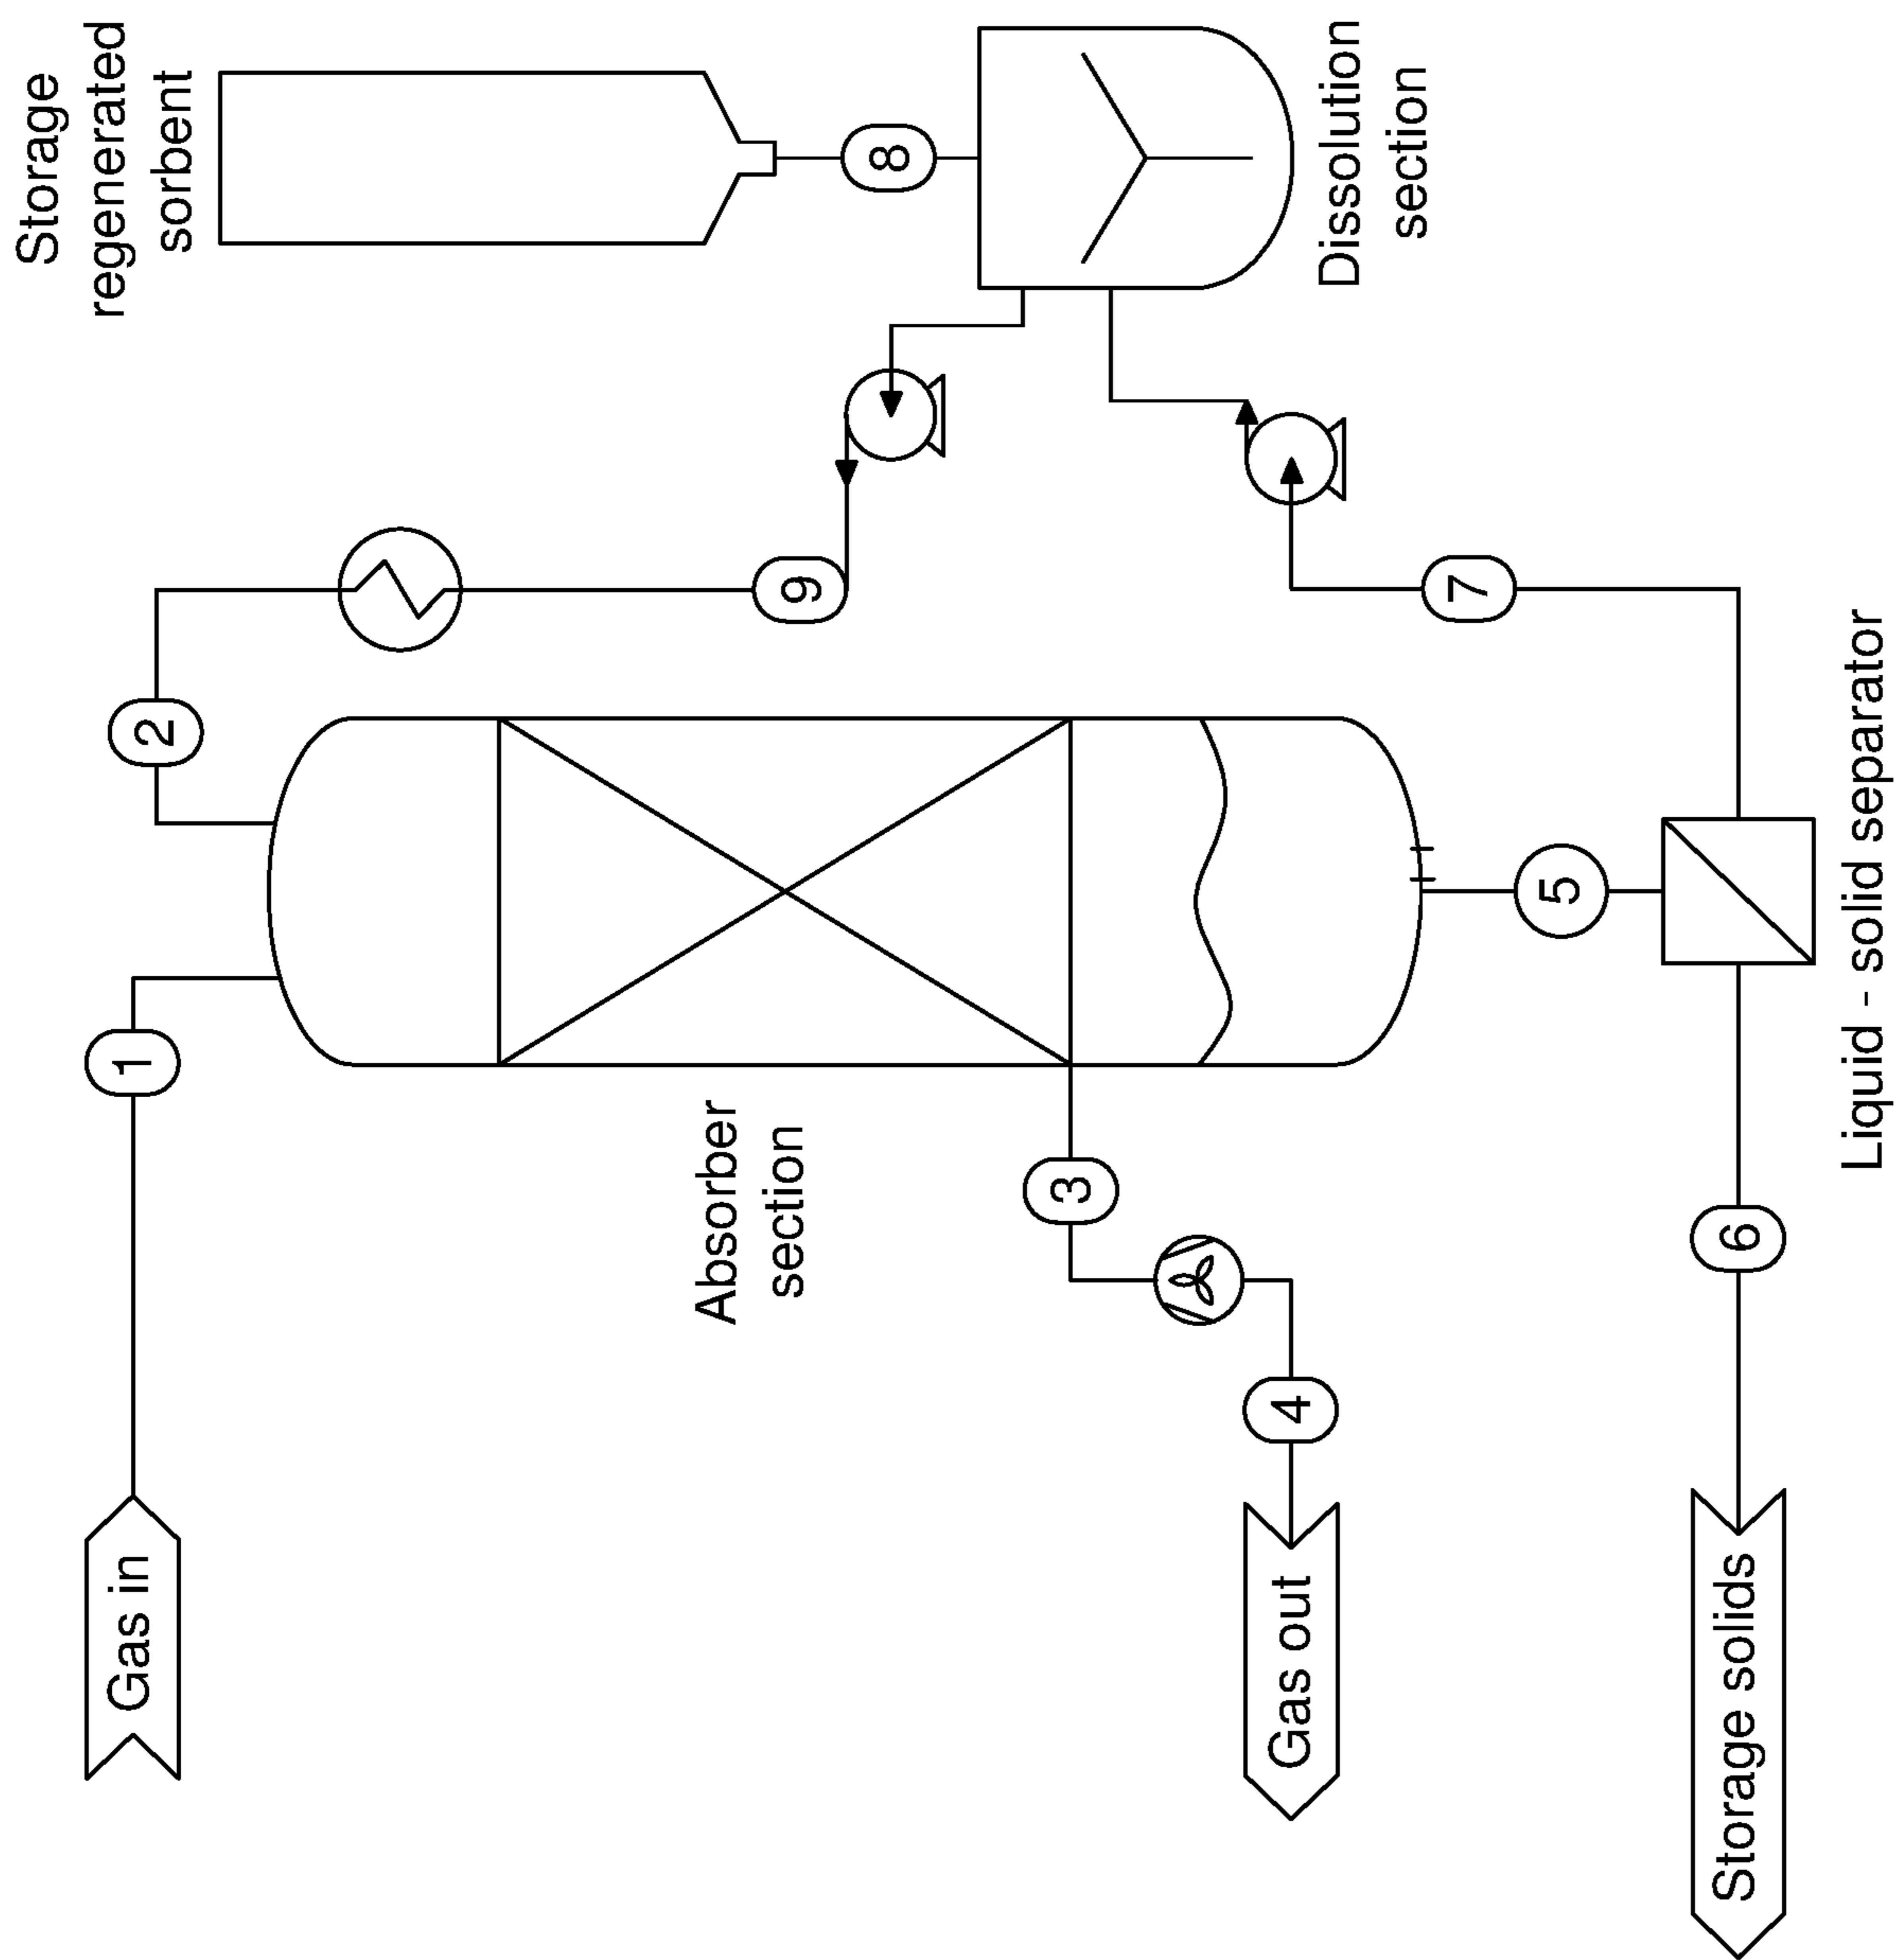 Storage
regenerated
sorbent
8
Dissolution
section
9
2
7
1
Absorber
section
3
5
Liquid - solid separator
4
6
Gas in
Gas out
Storage solids